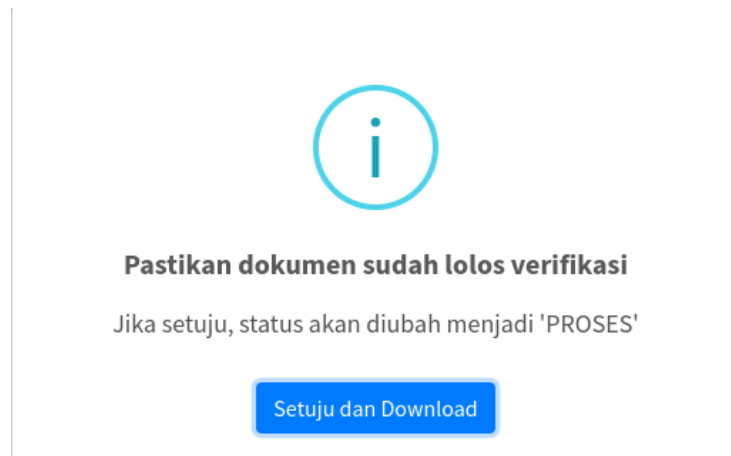 Pastikan dokumen sudah lolos verifikasi
Jika setuju, status akan diubah menjadi 'PROSES'
Setuju dan Download